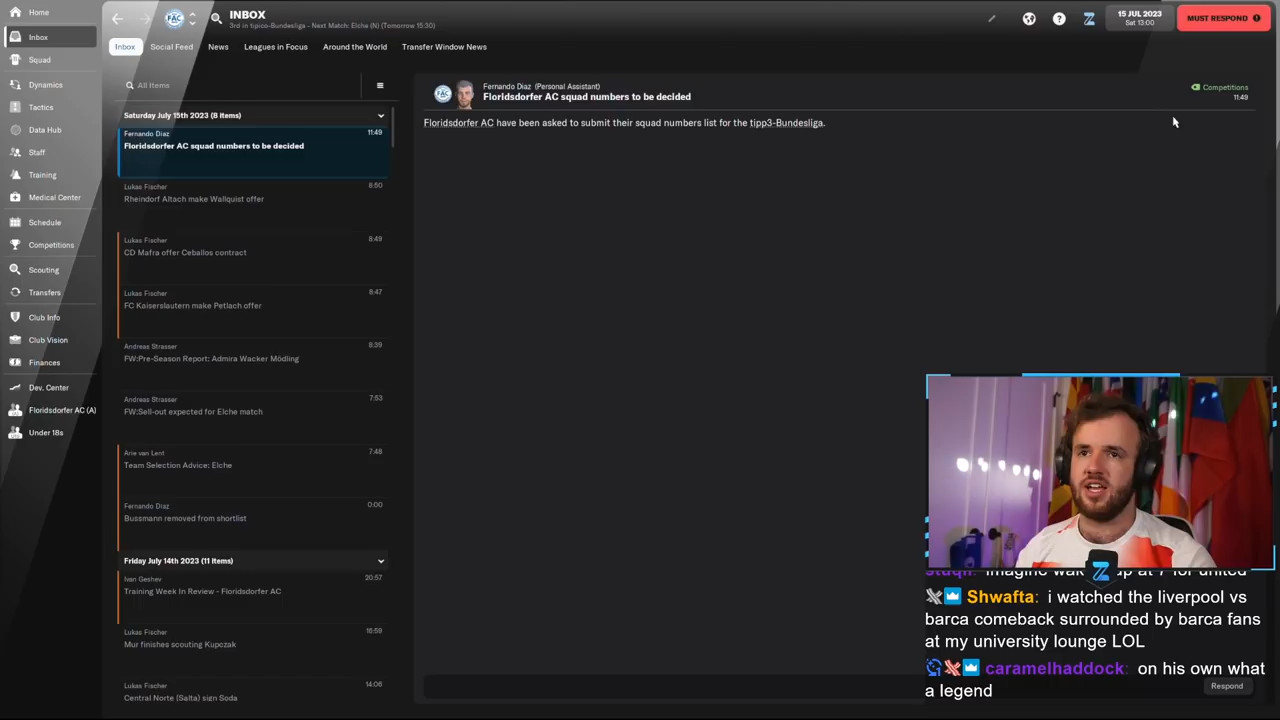 Home
Inbox
Squad
Dynamics
Tactics
Data Hub
Staff
Training
Medical Center
Schedule
Competitions
Scouting
Transfers
Club Info
Club Vision
Finances
Dev. Center
Floridsdorfer AC (A)
Under 18s
FAC
INBOX
3rd in tipico-Bundesliga - Next Match: Elche (N) (Tomorrow 15:30)
15 JUL 2023
Sat 13:00
MUST RESPOND
Inbox
Social Feed
News
Leagues in Focus
Around the World
Transfer Window News
All Items
Saturday July 15th 2023 (8 items)
Fernando Diaz 11:49
Floridsdorfer AC squad numbers to be decided
Lukas Fischer 8:50
Rheindorf Altach make Wallquist offer
Lukas Fischer 8:49
CD Mafra offer Ceballos contract
Lukas Fischer 8:47
FC Kaiserslautern make Petlach offer
Andreas Strasser 8:39
FW:Pre-Season Report: Admira Wacker Mödling
Andreas Strasser 7:53
FW:Sell-out expected for Elche match
Arie van Lent 7:48
Team Selection Advice: Elche
Fernando Diaz 0:00
Bussmann removed from shortlist
Friday July 14th 2023 (11 items)
Ivan Geshev 20:57
Training Week In Review - Floridsdorfer AC
Lukas Fischer 16:59
Mur finishes scouting Kupczak
Lukas Fischer 14:06
Central Norte (Salta) sign Soda
FAC
Fernando Diaz (Personal Assistant)
Floridsdorfer AC squad numbers to be decided
Competitions
11:49
Floridsdorfer AC have been asked to submit their squad numbers list for the tipp3-Bundesliga.
Shwafta: i watched the liverpool vs
barca comeback surrounded by barca fans
at my university lounge LOL
caramelhaddock: on his own what
a legend
Respond